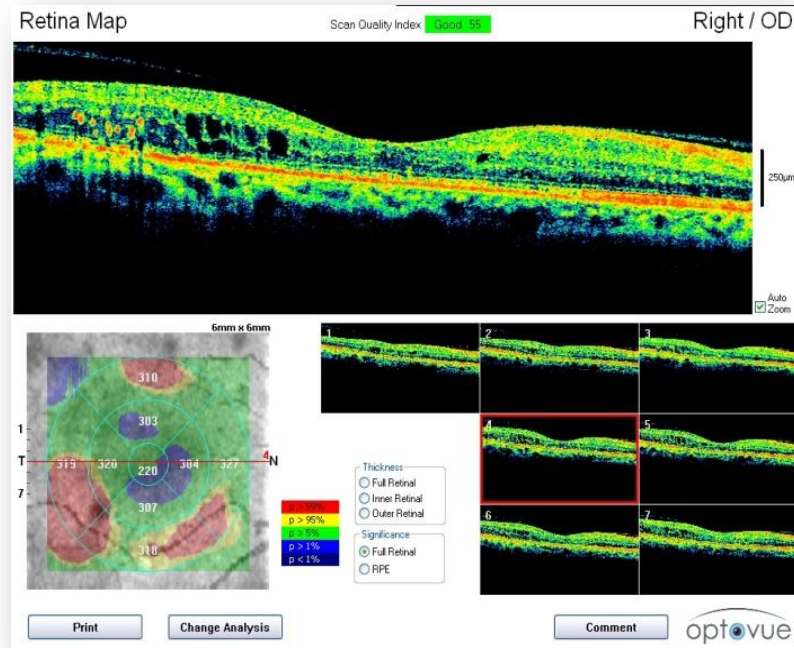 Retina Map
Scan Quality Index Good 55
Right / OD
250µm
Auto
Zoom
6mm x 6mm
310
303
1
T 319 320 220 304 327 4 N
7
307
318
p > 99%
p > 95%
p > 5%
p > 1%
p < 1%
Thickness
Full Retinal
Inner Retinal
Outer Retinal
Significance
Full Retinal
RPE
1 2 3
4 5
6 7
Print
Change Analysis
Comment
optovue